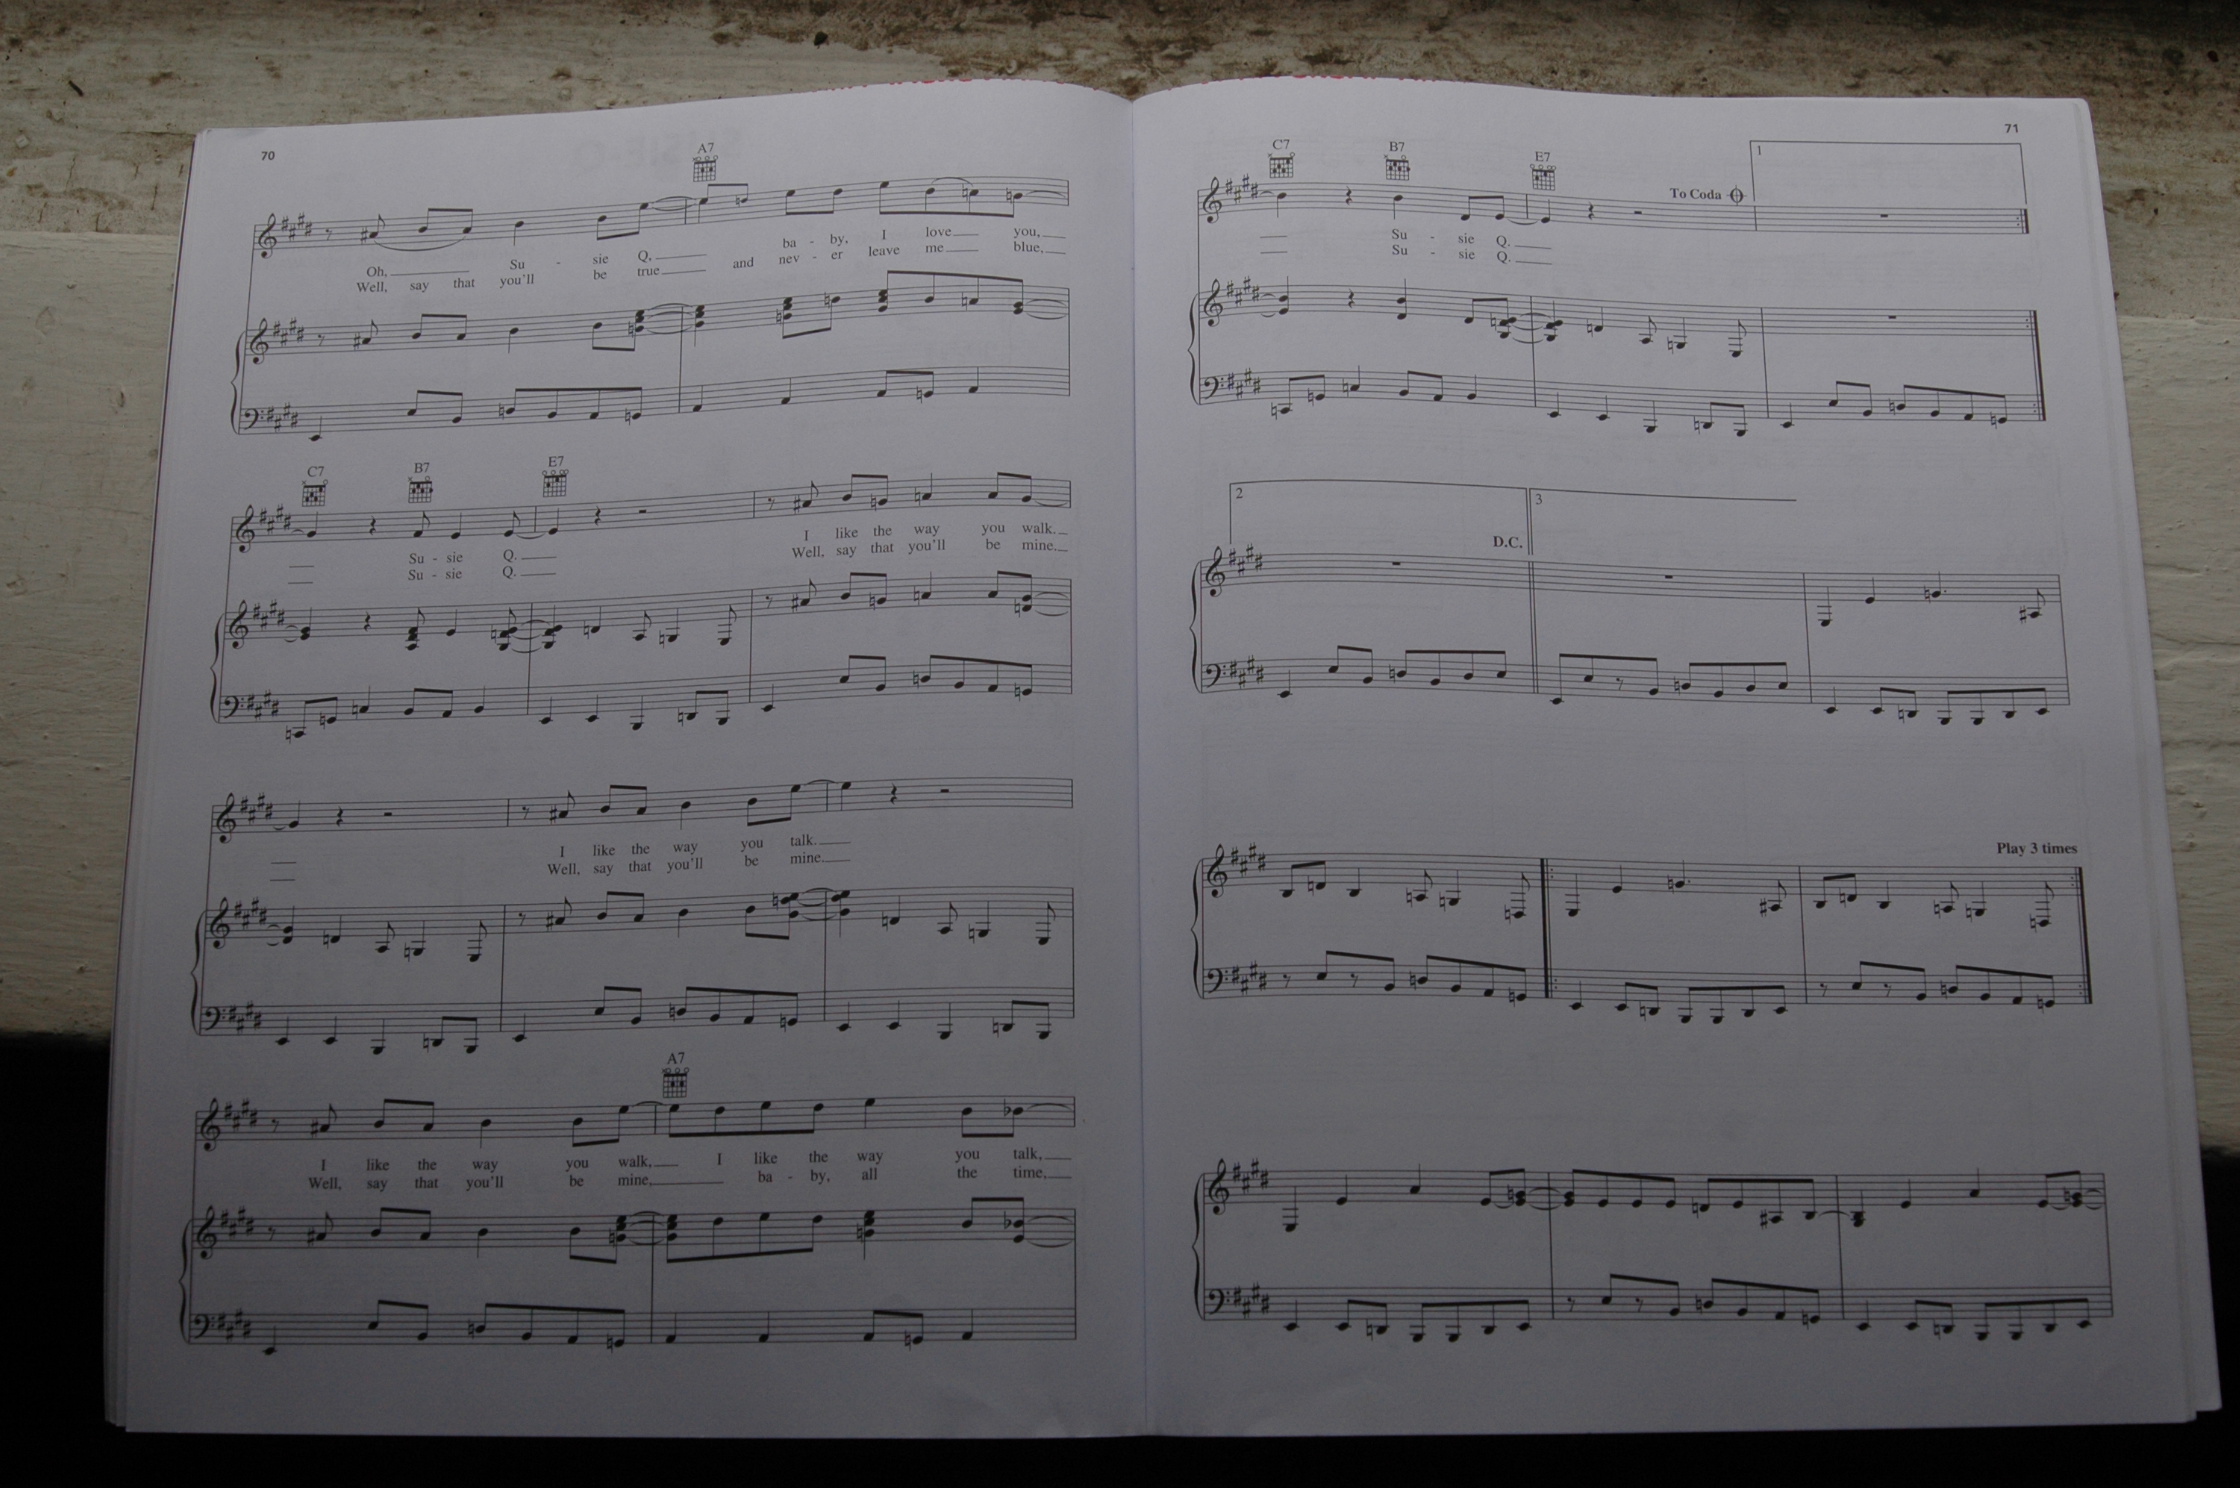 70
A7
Oh, Su - sie Q, ba - by, I love you,
Well, say that you'll be true and nev - er leave me blue,
C7 B7 E7
Su - sie Q. I like the way you walk.
Su - sie Q. Well, say that you'll be mine.
I like the way you talk.
Well, say that you'll be mine.
A7
I like the way you walk, I like the way you talk,
Well, say that you'll be mine, ba - by, all the time,
71
C7 B7 E7
1
To Coda
Su - sie Q.
Su - sie Q.
2 3
D.C.
Play 3 times